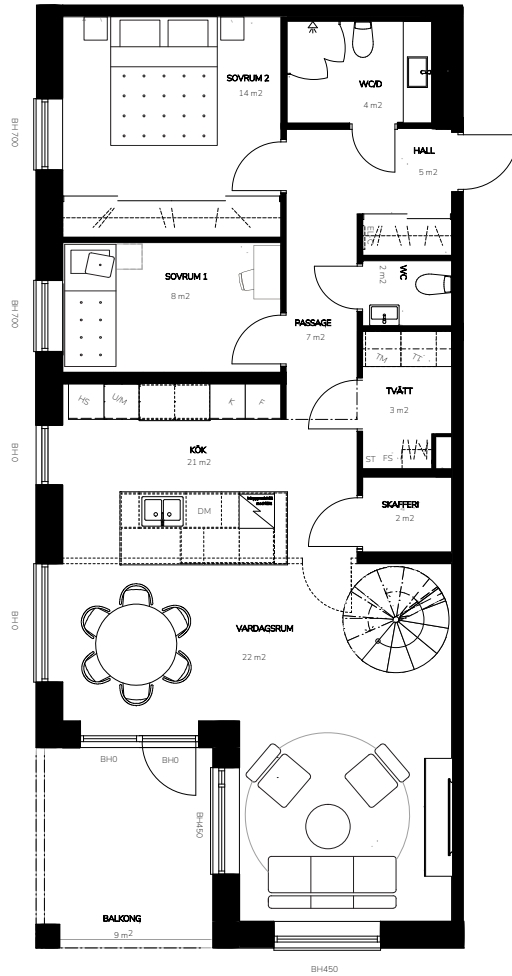 SOVRUM 2
14 m2
WC/D
4 m2
BH700
HALL
5 m2
ELC
WC
2 m2
SOVRUM 1
8 m2
BH700
PASSAGE
7 m2
TM
TT
TVÄTT
3 m2
HS
U/M
K
F
KÖK
21 m2
BH0
ST
FS
DM
SKAFFERI
2 m2
BH0
VARDAGSRUM
22 m2
BH0
BH0
BH450
BALKONG
9 m2
BH450